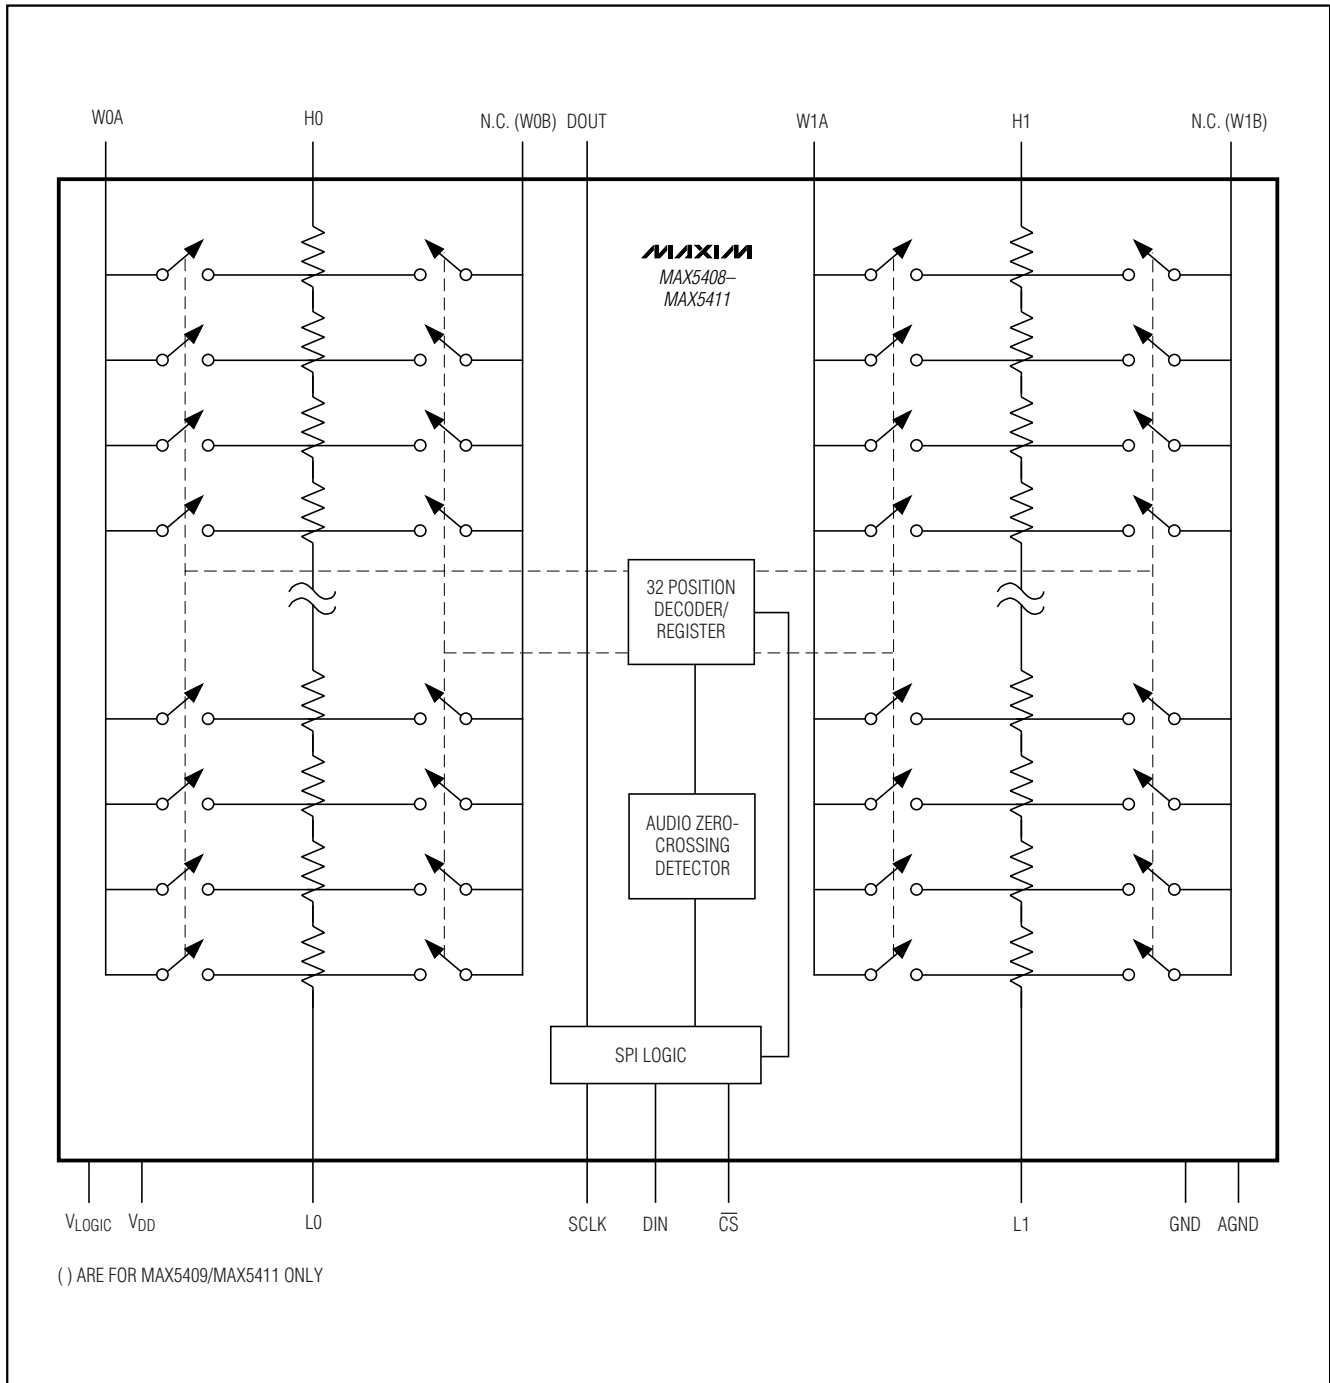 W0A H0 N.C. (W0B) DOUT W1A H1 N.C. (W1B)
MAXIM
MAX5408–
MAX5411
32 POSITION
DECODER/
REGISTER
AUDIO ZERO-
CROSSING
DETECTOR
SPI LOGIC
VLOGIC VDD L0 SCLK DIN C̅S̅ L1 GND AGND
( ) ARE FOR MAX5409/MAX5411 ONLY